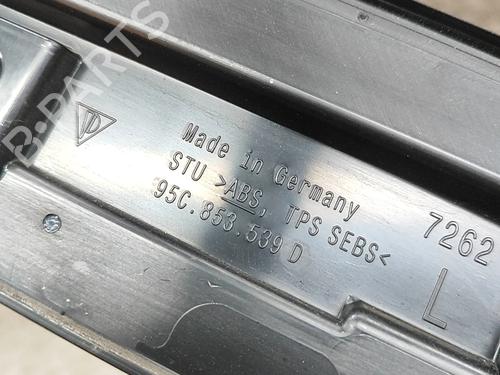 B-PARTS
Made in Germany
STU >ABS, TPS SEBS<
95C.853.539 D
7262
L